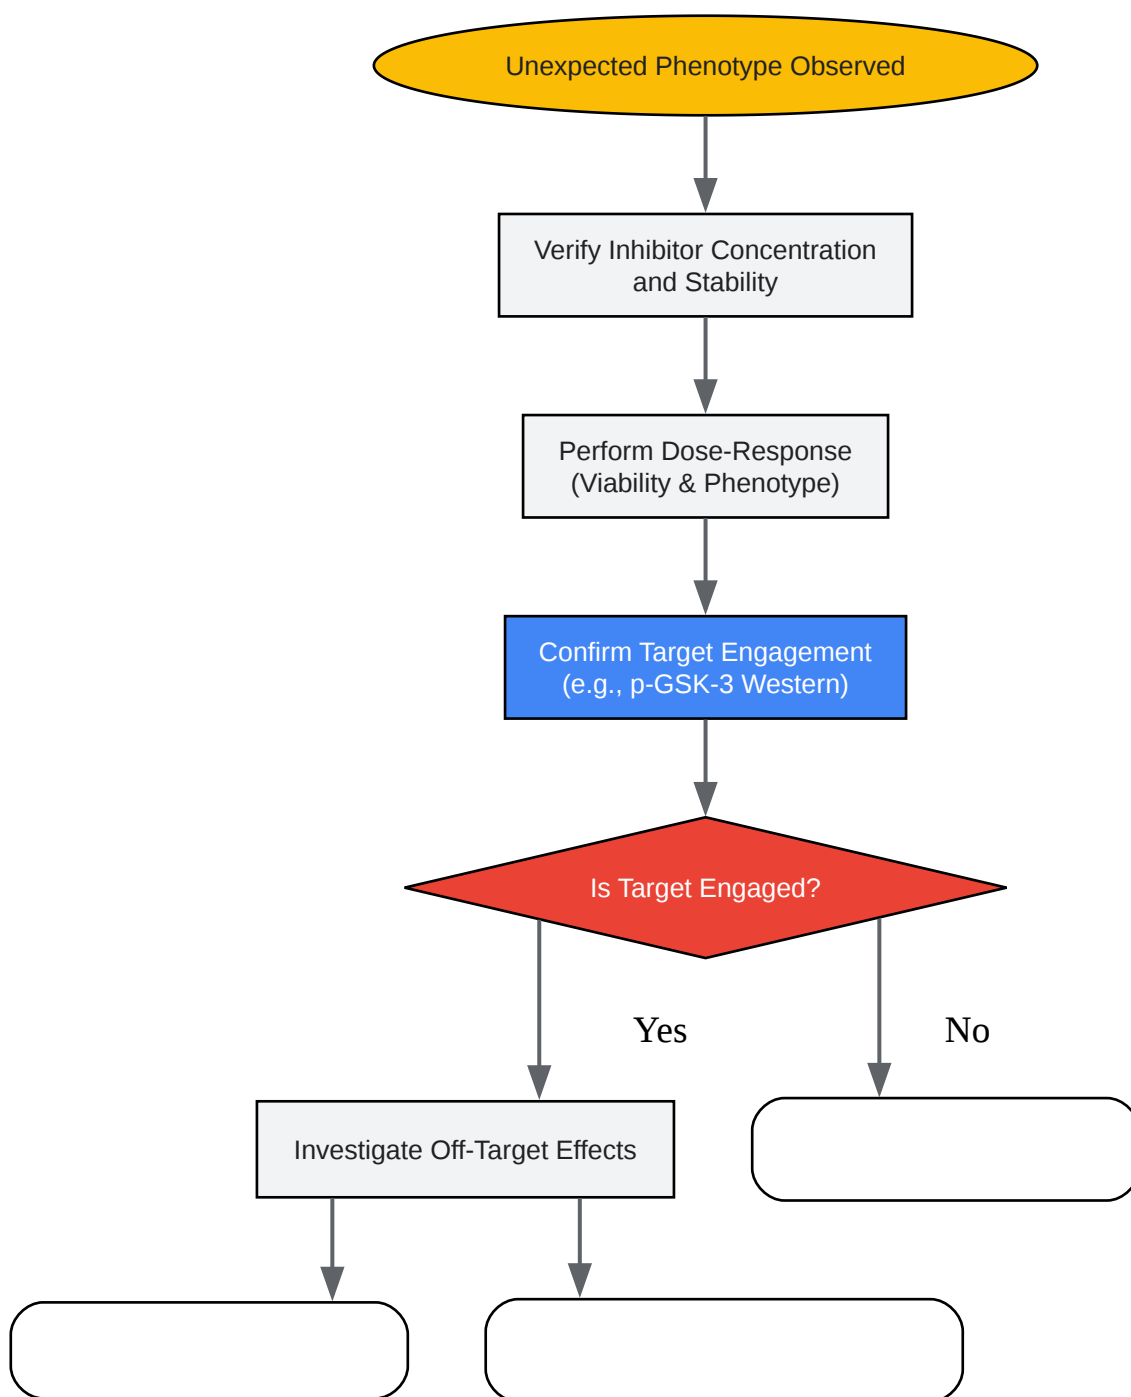 Unexpected Phenotype Observed
Verify Inhibitor Concentration
and Stability
Perform Dose-Response
(Viability & Phenotype)
Confirm Target Engagement
(e.g., p-GSK-3 Western)
Is Target Engaged?
Yes
No
Investigate Off-Target Effects